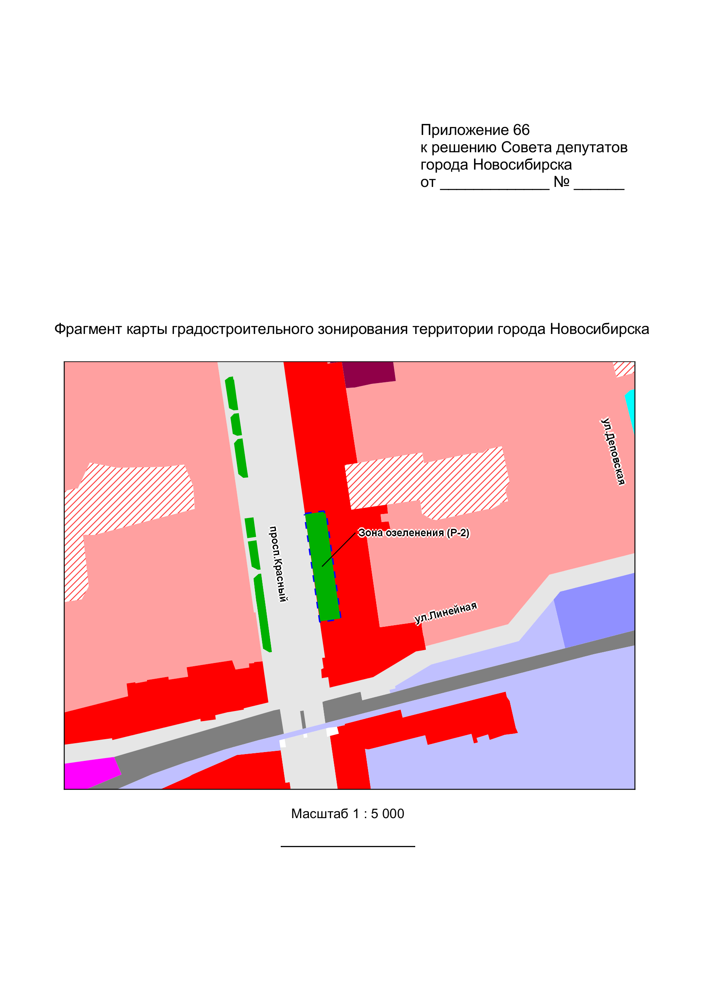 Приложение 66
к решению Совета депутатов
города Новосибирска
от _____________ № ______
Фрагмент карты градостроительного зонирования территории города Новосибирска
ул.Деповская
просп.Красный
Зона озеленения (Р-2)
ул.Линейная
Масштаб 1 : 5 000